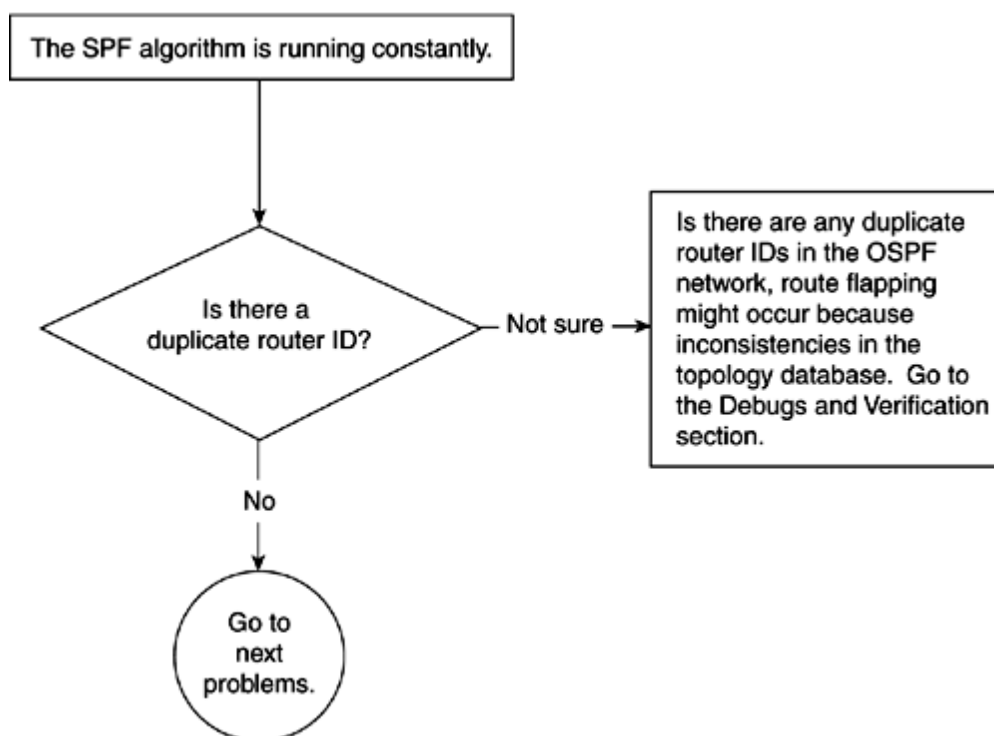 The SPF algorithm is running constantly.
Is there a
duplicate router ID?
Not sure
Is there are any duplicate
router IDs in the OSPF
network, route flapping
might occur because
inconsistencies in the
topology database. Go to
the Debugs and Verification
section.
No
Go to
next
problems.